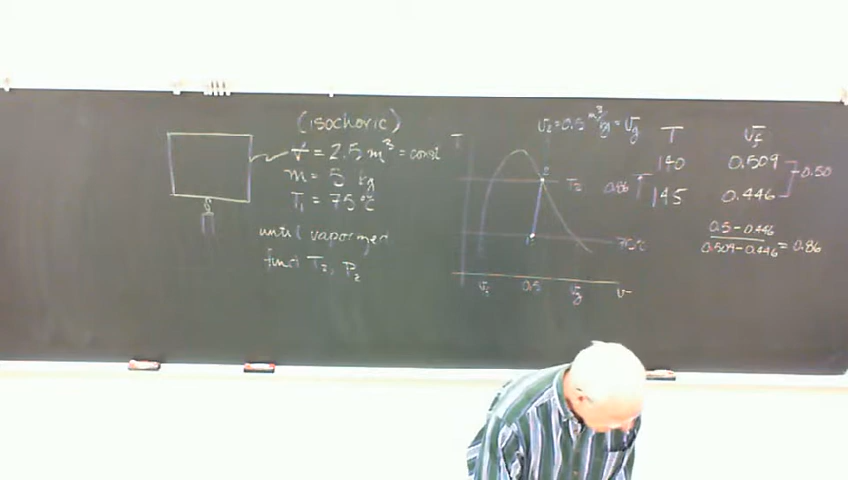 (isochoric)
V = 2.5 m³ = const
m = 5 kg
T₁ = 75°C
until vaporized
find T₂, P₂
v₂ = 0.5 m³/kg = vg
T
2
T₂
75°C
0.5
vg
v
T
140
145
0.86
0.509
0.446
0.50
0.5 - 0.446
0.509 - 0.446 = 0.86